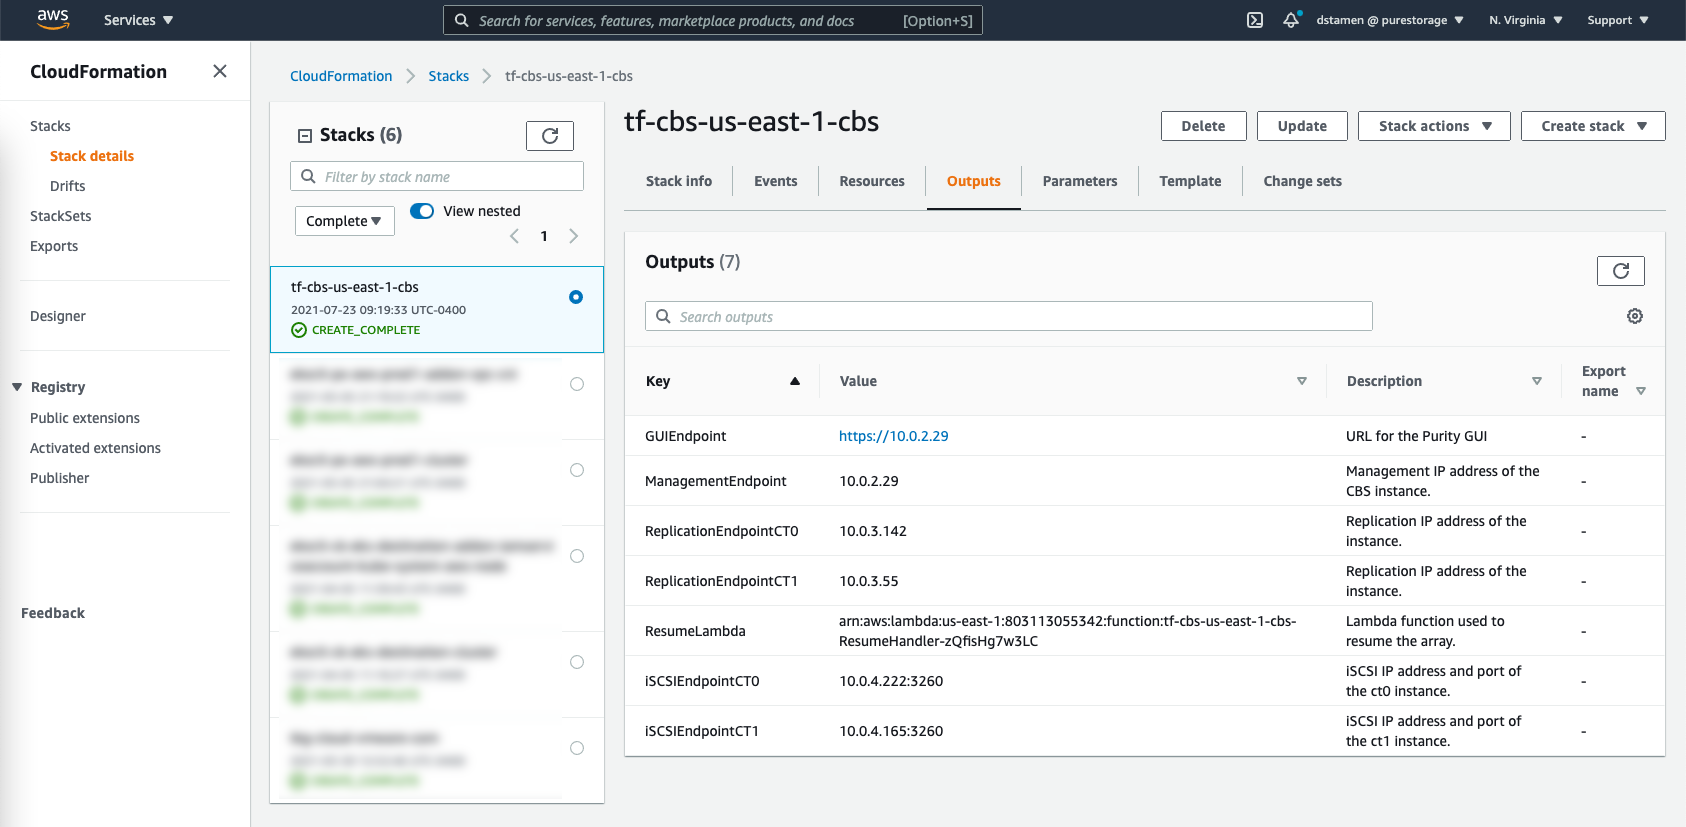 aws
Services ▼
Search for services, features, marketplace products, and docs [Option+S]
dstamen @ purestorage ▼
N. Virginia ▼
Support ▼
CloudFormation
Stacks
Stack details
Drifts
StackSets
Exports
Designer
Registry
Public extensions
Activated extensions
Publisher
Feedback
CloudFormation > Stacks > tf-cbs-us-east-1-cbs
Stacks (6)
Filter by stack name
Complete ▼
View nested
1
tf-cbs-us-east-1-cbs
2021-07-23 09:19:33 UTC-0400
CREATE_COMPLETE
tf-cbs-us-east-1-cbs
Delete
Update
Stack actions ▼
Create stack ▼
Stack info
Events
Resources
Outputs
Parameters
Template
Change sets
Outputs (7)
Search outputs
Key
Value
Description
Export
name
GUIEndpoint
https://10.0.2.29
URL for the Purity GUI
-
ManagementEndpoint
10.0.2.29
Management IP address of the
CBS instance.
-
ReplicationEndpointCT0
10.0.3.142
Replication IP address of the
instance.
-
ReplicationEndpointCT1
10.0.3.55
Replication IP address of the
instance.
-
ResumeLambda
arn:aws:lambda:us-east-1:803113055342:function:tf-cbs-us-east-1-cbs-
ResumeHandler-zQfisHg7w3LC
Lambda function used to
resume the array.
-
iSCSIEndpointCT0
10.0.4.222:3260
iSCSI IP address and port of
the ct0 instance.
-
iSCSIEndpointCT1
10.0.4.165:3260
iSCSI IP address and port of
the ct1 instance.
-